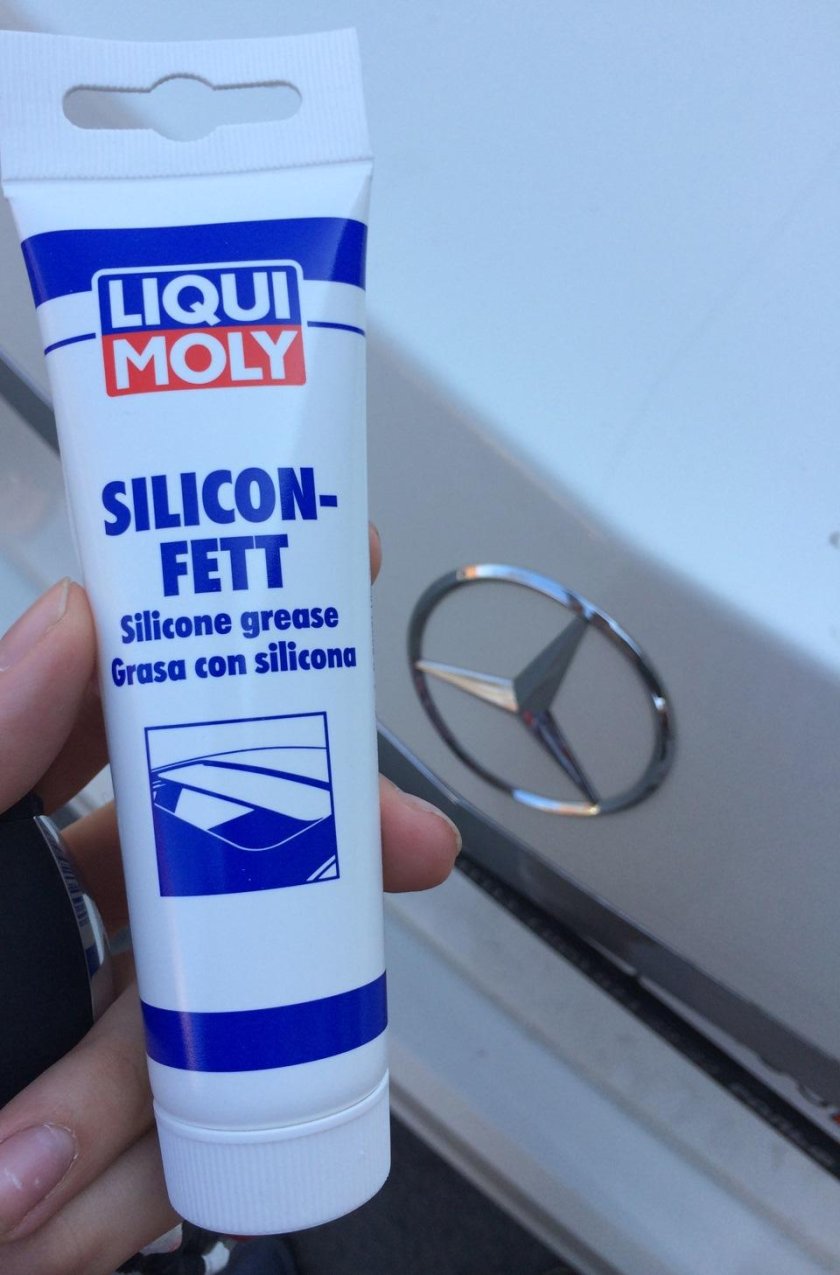 LIQUI
MOLY
SILICON-
FETT
Silicone grease
Grasa con silicona